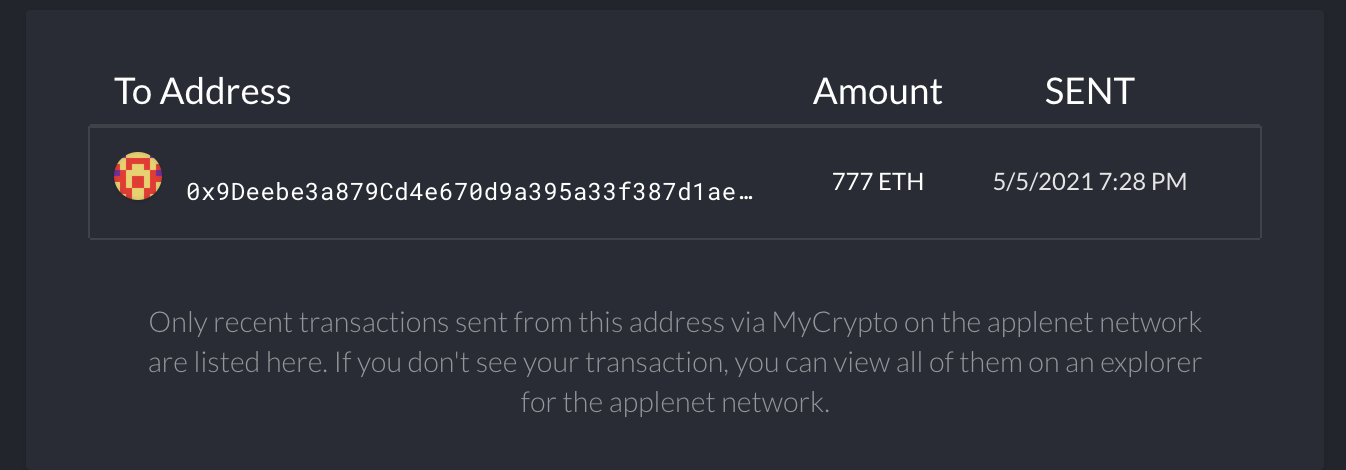 To Address Amount SENT
0x9Deebe3a879Cd4e670d9a395a33f387d1ae… 777 ETH 5/5/2021 7:28 PM
Only recent transactions sent from this address via MyCrypto on the applenet network
are listed here. If you don't see your transaction, you can view all of them on an explorer
for the applenet network.